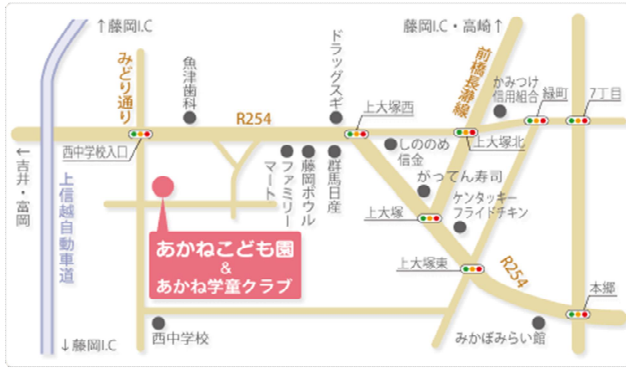 ↑藤岡I.C
藤岡I.C・高崎↑
みどり通り
魚津歯科
ドラッグスギ
前橋長瀞線
かみつけ
信用組合
緑町
7丁目
R254
上大塚西
西中学校入口
しののめ
信金
上大塚北
←吉井・富岡
上信越自動車道
ファミリー
マート
藤岡ボウル
群馬日産
がってん寿司
ケンタッキー
フライドチキン
上大塚
あかねこども園
&
あかね学童クラブ
上大塚東
R254
本郷
↓藤岡I.C
西中学校
みかぼみらい館